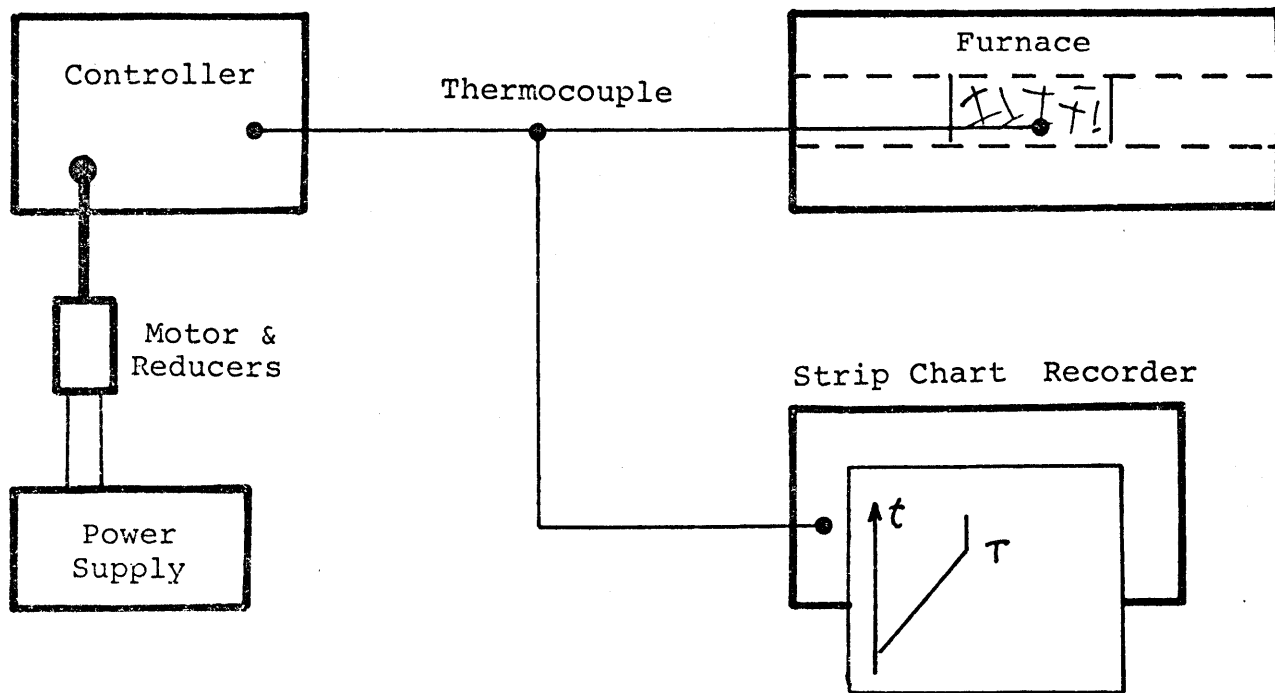 Controller
Thermocouple
Furnace
Motor &
Reducers
Strip Chart Recorder
Power
Supply
t
T